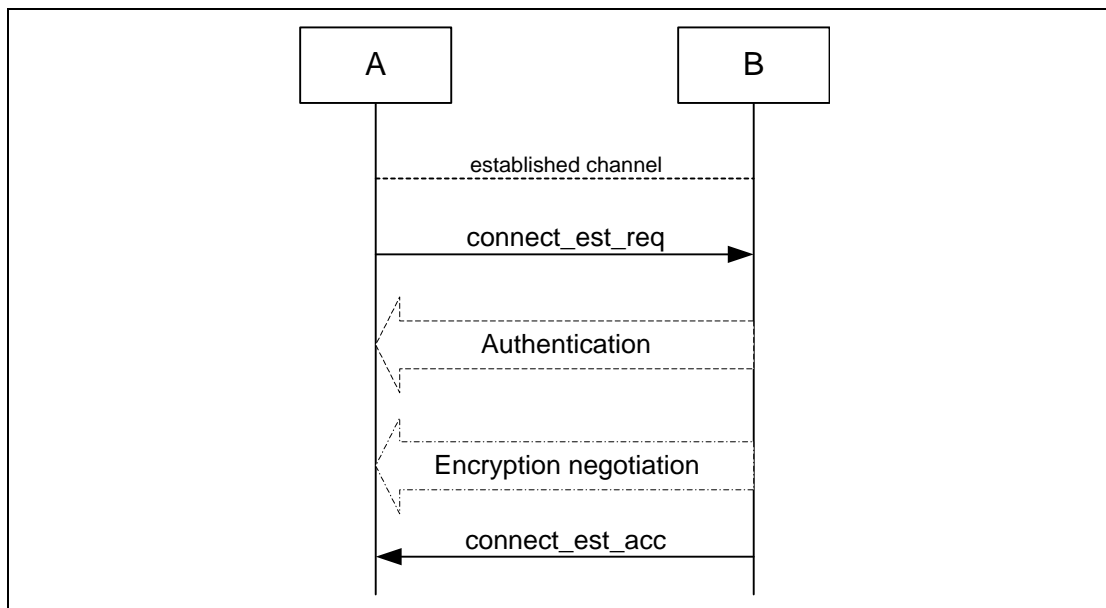 A
B
established channel
connect_est_req
Authentication
Encryption negotiation
connect_est_acc